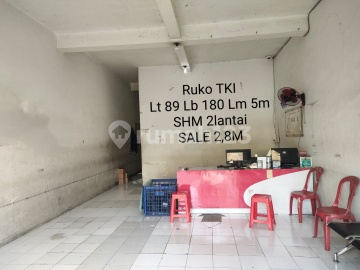 Ruko TKI
Lt 89 Lb 180 Lm 5m
SHM 2lantai
SALE 2,8M